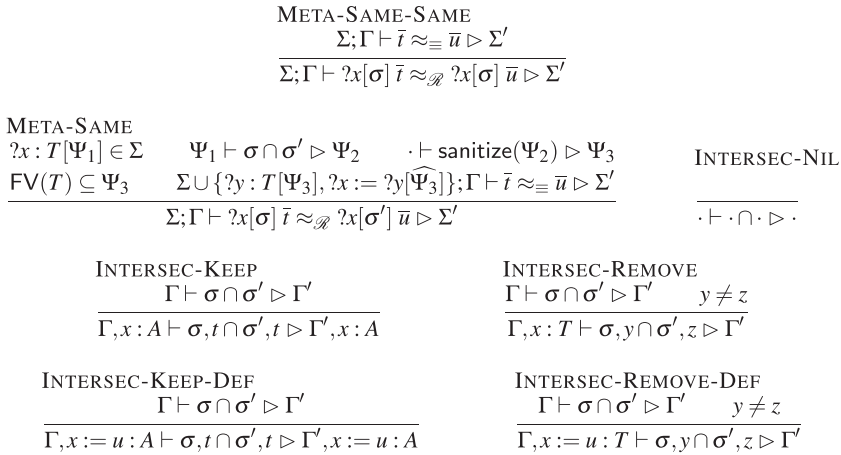 META-SAME-SAME
Σ;Γ ⊢ t̅ ≈≡ u̅ ▷ Σ′
Σ;Γ ⊢ ?x[σ] t̅ ≈ℛ ?x[σ] u̅ ▷ Σ′
META-SAME
?x : T[Ψ₁] ∈ Σ Ψ₁ ⊢ σ ∩ σ′ ▷ Ψ₂ · ⊢ sanitize(Ψ₂) ▷ Ψ₃
FV(T) ⊆ Ψ₃ Σ ∪ {?y : T[Ψ₃], ?x := ?y[Ψ̂₃]};Γ ⊢ t̅ ≈≡ u̅ ▷ Σ′
Σ;Γ ⊢ ?x[σ] t̅ ≈ℛ ?x[σ′] u̅ ▷ Σ′
INTERSEC-NIL
· ⊢ · ∩ · ▷ ·
INTERSEC-KEEP
Γ ⊢ σ ∩ σ′ ▷ Γ′
Γ, x : A ⊢ σ, t ∩ σ′, t ▷ Γ′, x : A
INTERSEC-REMOVE
Γ ⊢ σ ∩ σ′ ▷ Γ′ y ≠ z
Γ, x : T ⊢ σ, y ∩ σ′, z ▷ Γ′
INTERSEC-KEEP-DEF
Γ ⊢ σ ∩ σ′ ▷ Γ′
Γ, x := u : A ⊢ σ, t ∩ σ′, t ▷ Γ′, x := u : A
INTERSEC-REMOVE-DEF
Γ ⊢ σ ∩ σ′ ▷ Γ′ y ≠ z
Γ, x := u : T ⊢ σ, y ∩ σ′, z ▷ Γ′